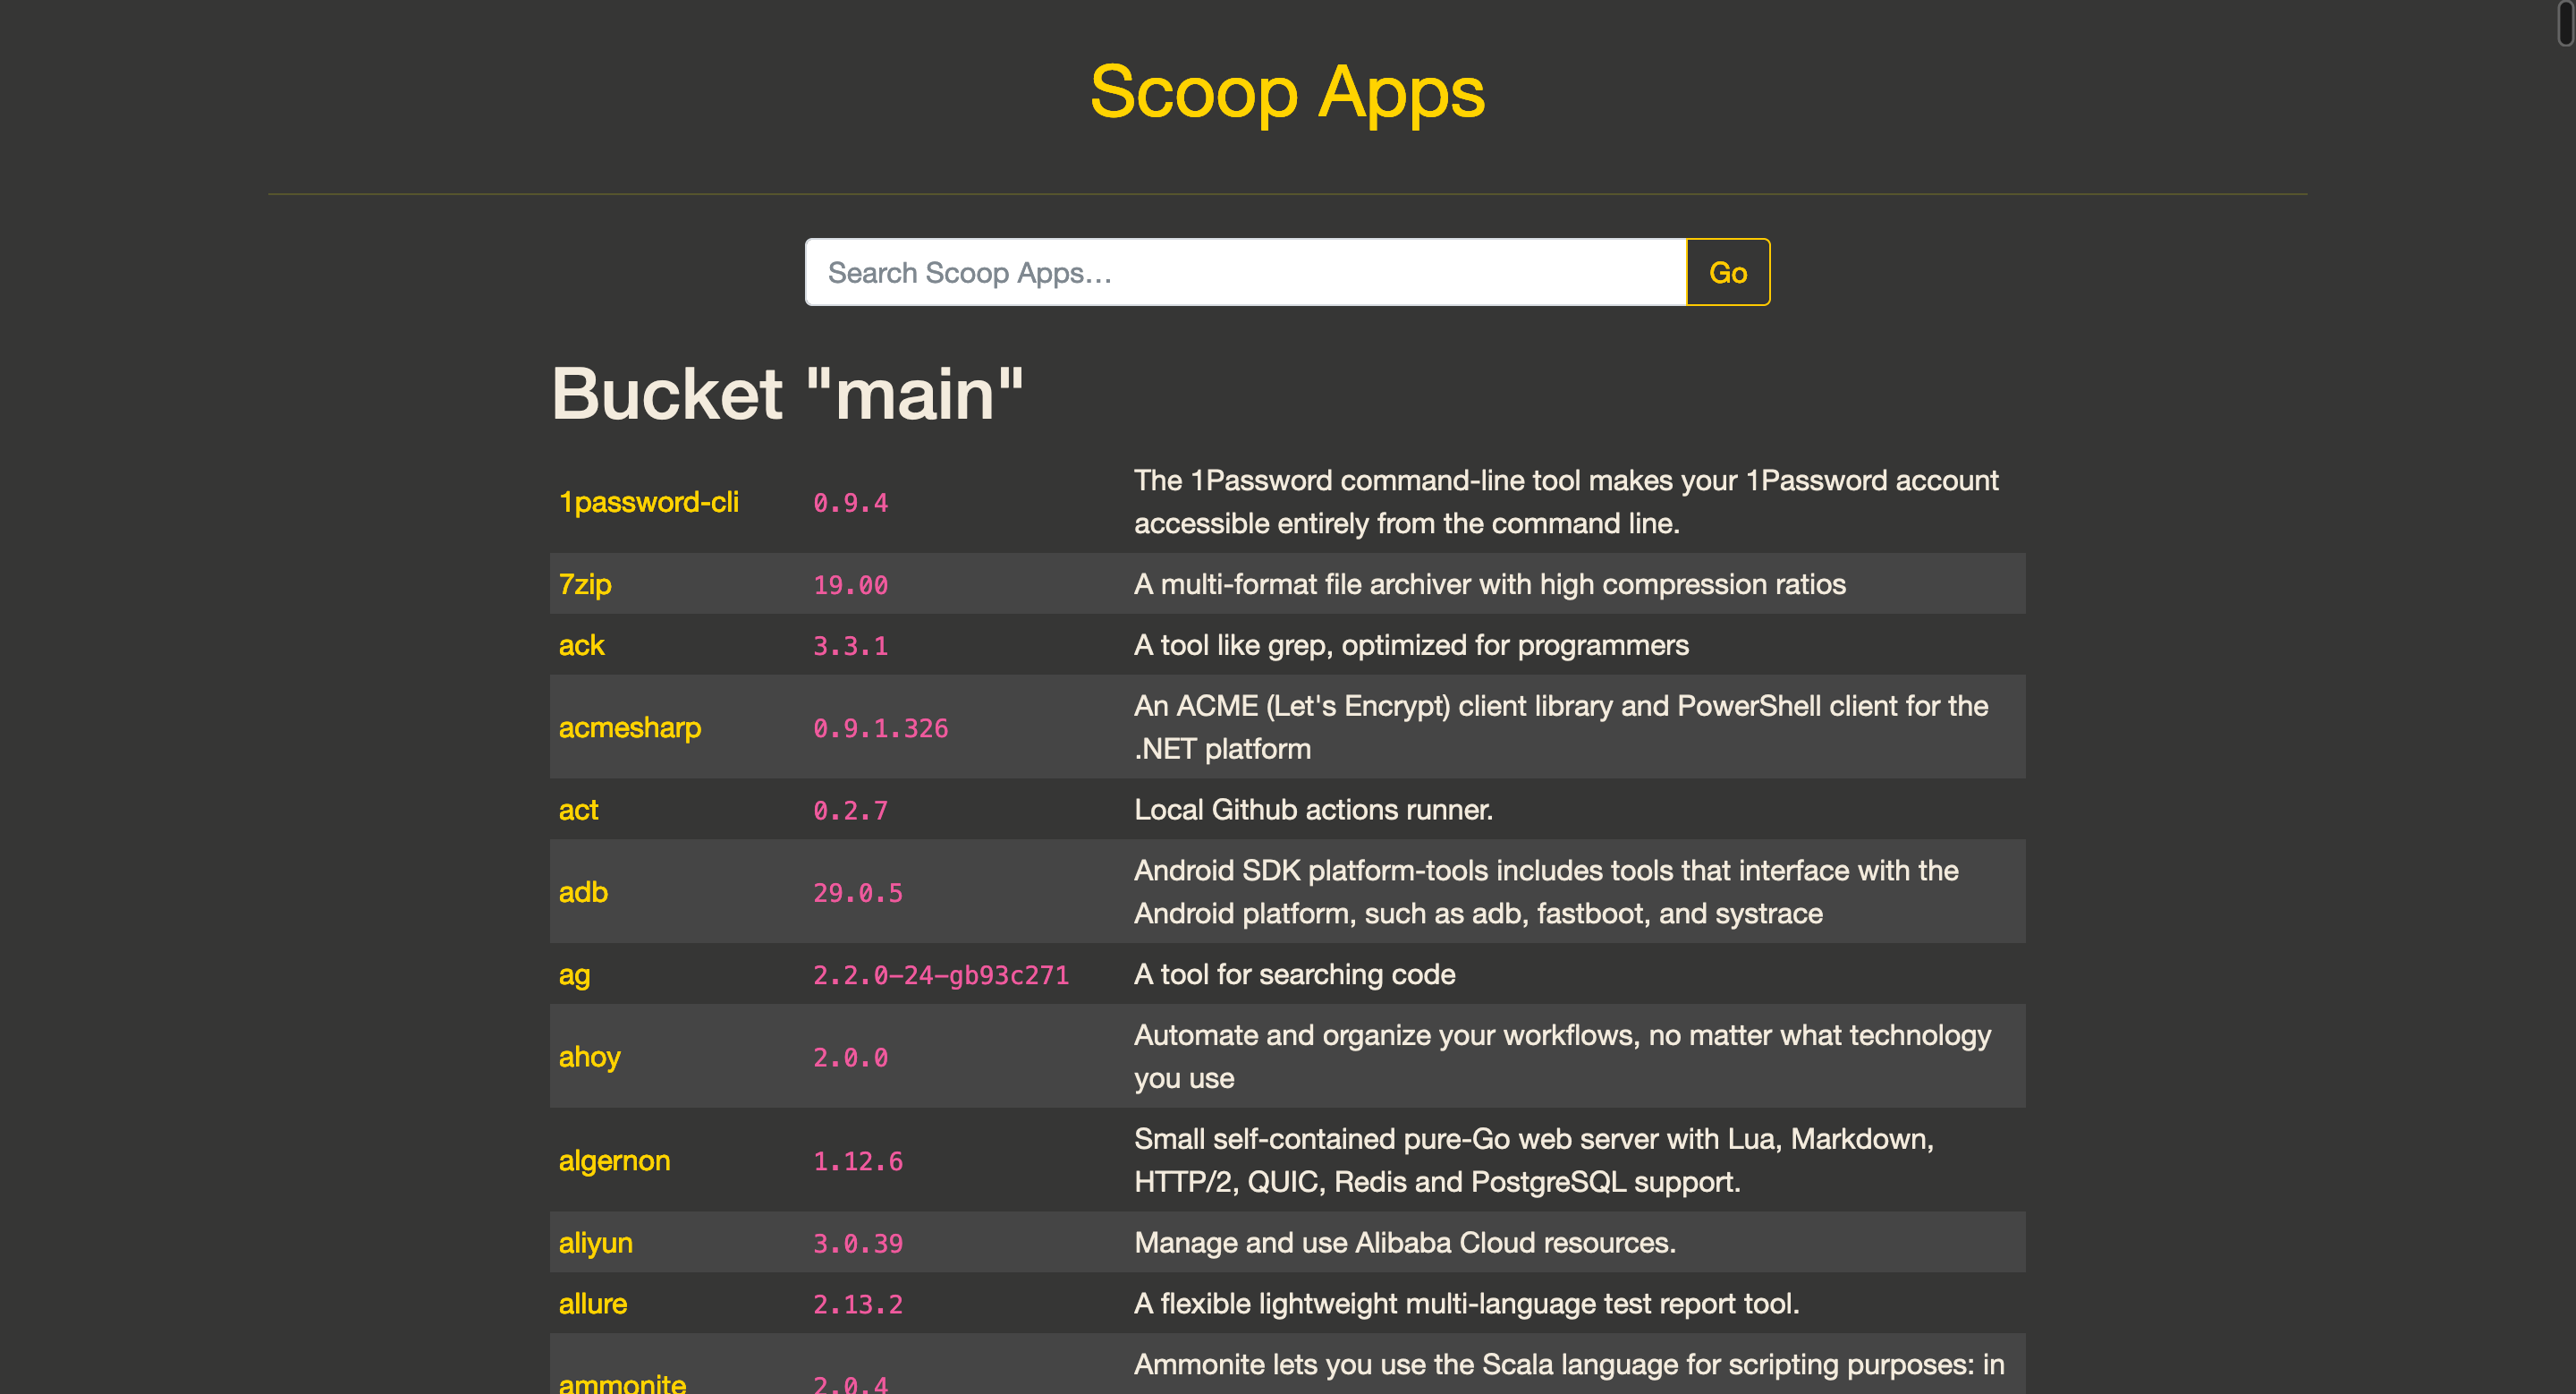 Scoop Apps
Search Scoop Apps...
Go
Bucket "main"
1password-cli 0.9.4 The 1Password command-line tool makes your 1Password account
accessible entirely from the command line.
7zip 19.00 A multi-format file archiver with high compression ratios
ack 3.3.1 A tool like grep, optimized for programmers
acmesharp 0.9.1.326 An ACME (Let's Encrypt) client library and PowerShell client for the
.NET platform
act 0.2.7 Local Github actions runner.
adb 29.0.5 Android SDK platform-tools includes tools that interface with the
Android platform, such as adb, fastboot, and systrace
ag 2.2.0-24-gb93c271 A tool for searching code
ahoy 2.0.0 Automate and organize your workflows, no matter what technology
you use
algernon 1.12.6 Small self-contained pure-Go web server with Lua, Markdown,
HTTP/2, QUIC, Redis and PostgreSQL support.
aliyun 3.0.39 Manage and use Alibaba Cloud resources.
allure 2.13.2 A flexible lightweight multi-language test report tool.
ammonite 2.0.4 Ammonite lets you use the Scala language for scripting purposes: in